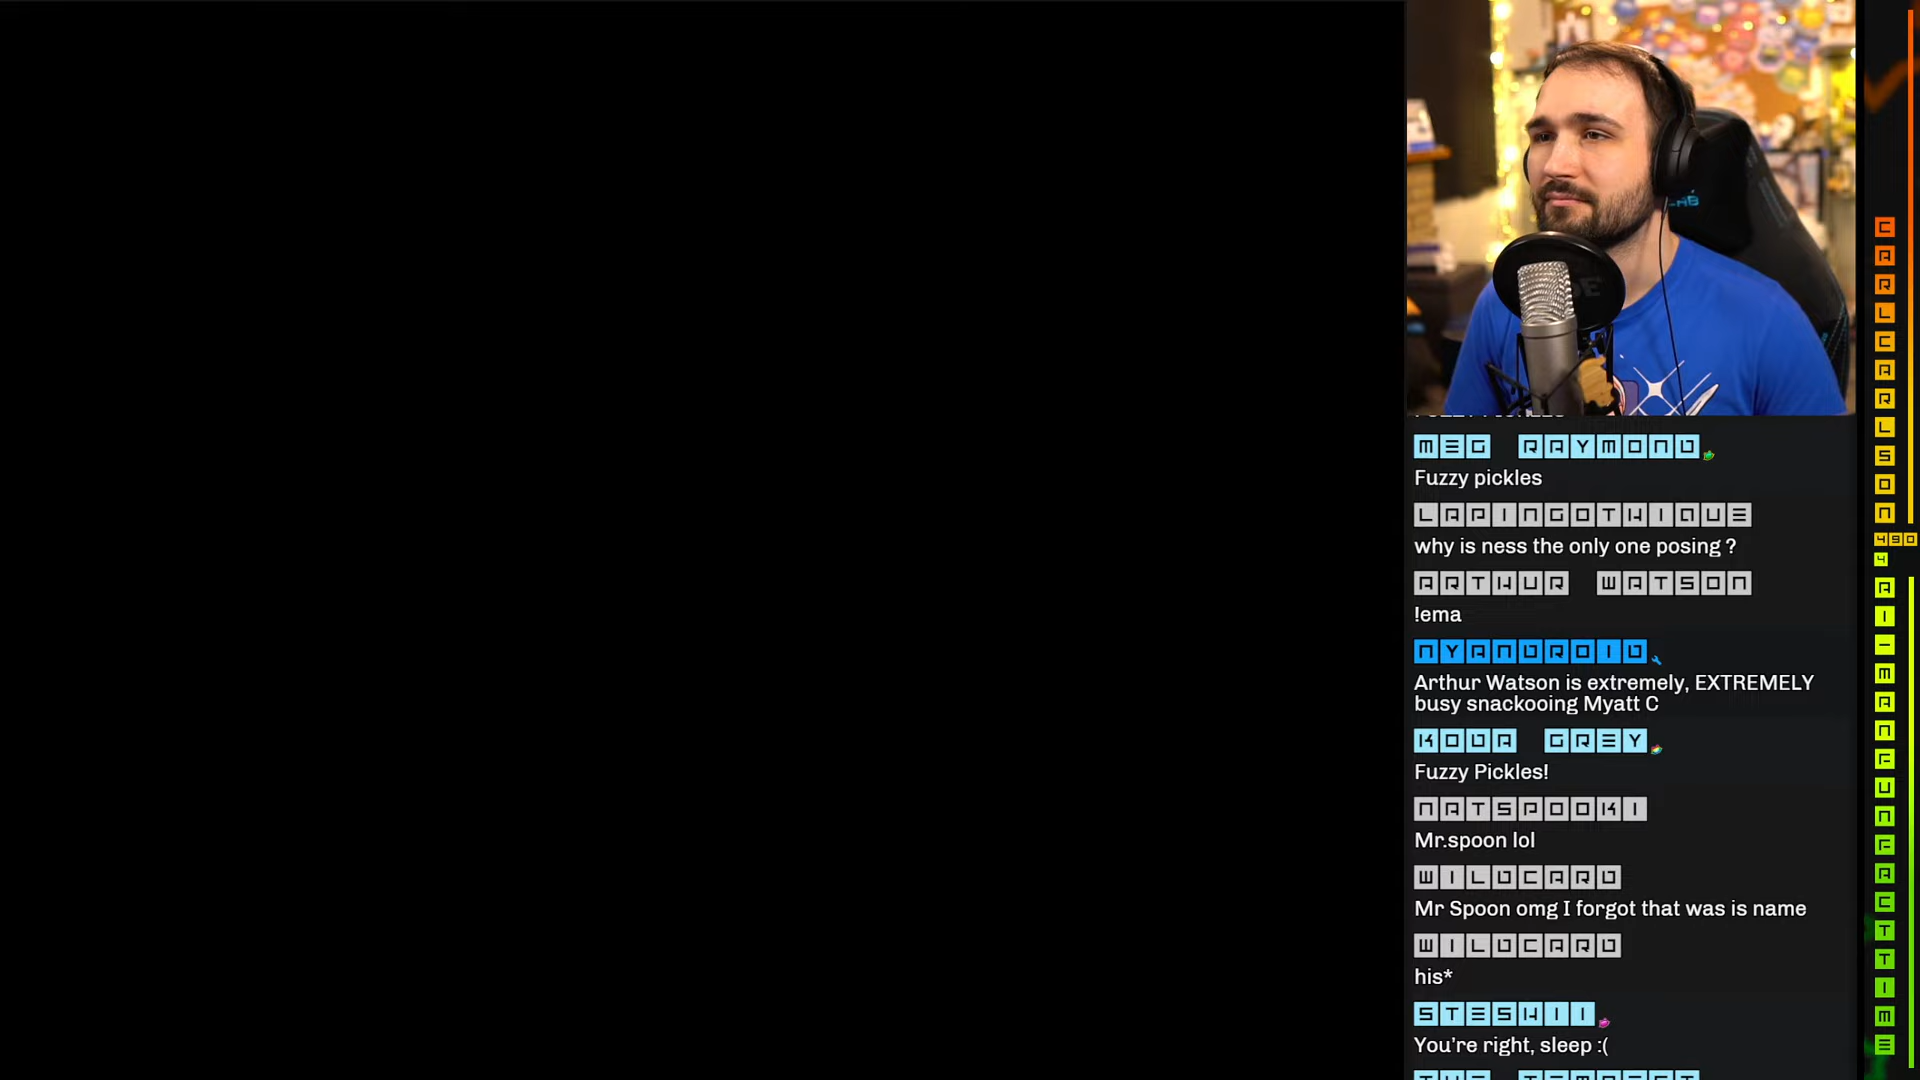 MEG RAYMOND
Fuzzy pickles
LAPINGOTHIQUE
why is ness the only one posing ?
ARTHUR WATSON
!ema
NYANDROID
Arthur Watson is extremely, EXTREMELY
busy snackooing Myatt C
KODA GREY
Fuzzy Pickles!
NATSPOOKI
Mr.spoon lol
WILDCARD
Mr Spoon omg I forgot that was is name
WILDCARD
his*
STESHII
You're right, sleep :(
CARLCARLSON
490
4
AI-MANFUNFACTTIME